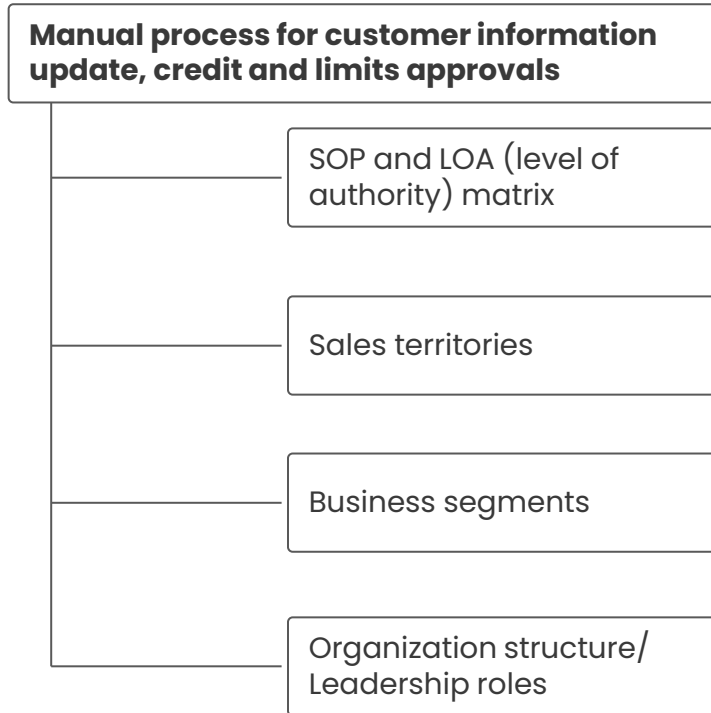 Manual process for customer information
update, credit and limits approvals
SOP and LOA (level of
authority) matrix
Sales territories
Business segments
Organization structure/
Leadership roles